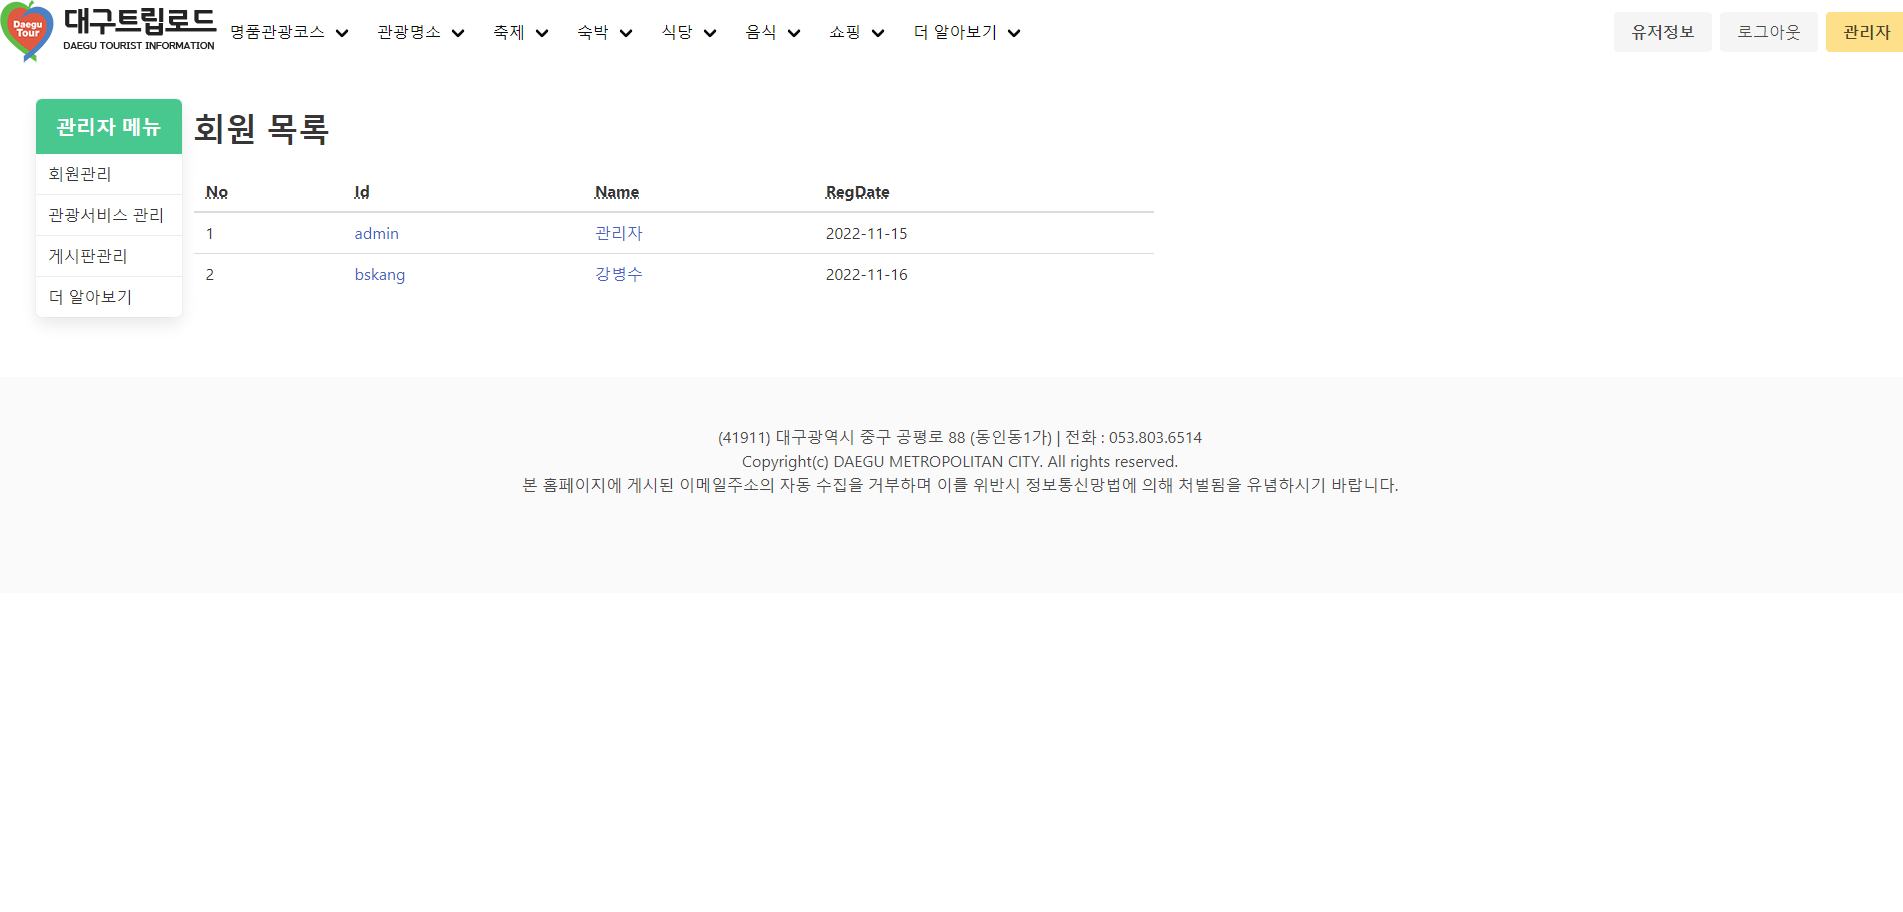 Daegu
Tour
대구트립로드
DAEGU TOURIST INFORMATION
명품관광코스 관광명소 축제 숙박 식당 음식 쇼핑 더 알아보기
유저정보 로그아웃 관리자
관리자 메뉴
회원관리
관광서비스 관리
게시판관리
더 알아보기
회원 목록
No Id Name RegDate
1 admin 관리자 2022-11-15
2 bskang 강병수 2022-11-16
(41911) 대구광역시 중구 공평로 88 (동인동1가) | 전화 : 053.803.6514
Copyright(c) DAEGU METROPOLITAN CITY. All rights reserved.
본 홈페이지에 게시된 이메일주소의 자동 수집을 거부하며 이를 위반시 정보통신망법에 의해 처벌됨을 유념하시기 바랍니다.